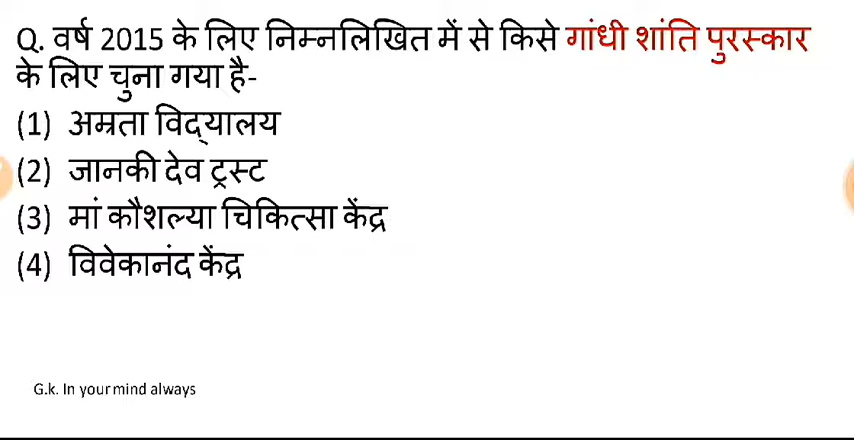 Q. वर्ष 2015 के लिए निम्नलिखित में से किसे गांधी शांति पुरस्कार
के लिए चुना गया है-
(1) अम्रता विद्यालय
(2) जानकी देव ट्रस्ट
(3) मां कौशल्या चिकित्सा केंद्र
(4) विवेकानंद केंद्र
G.k. In your mind always